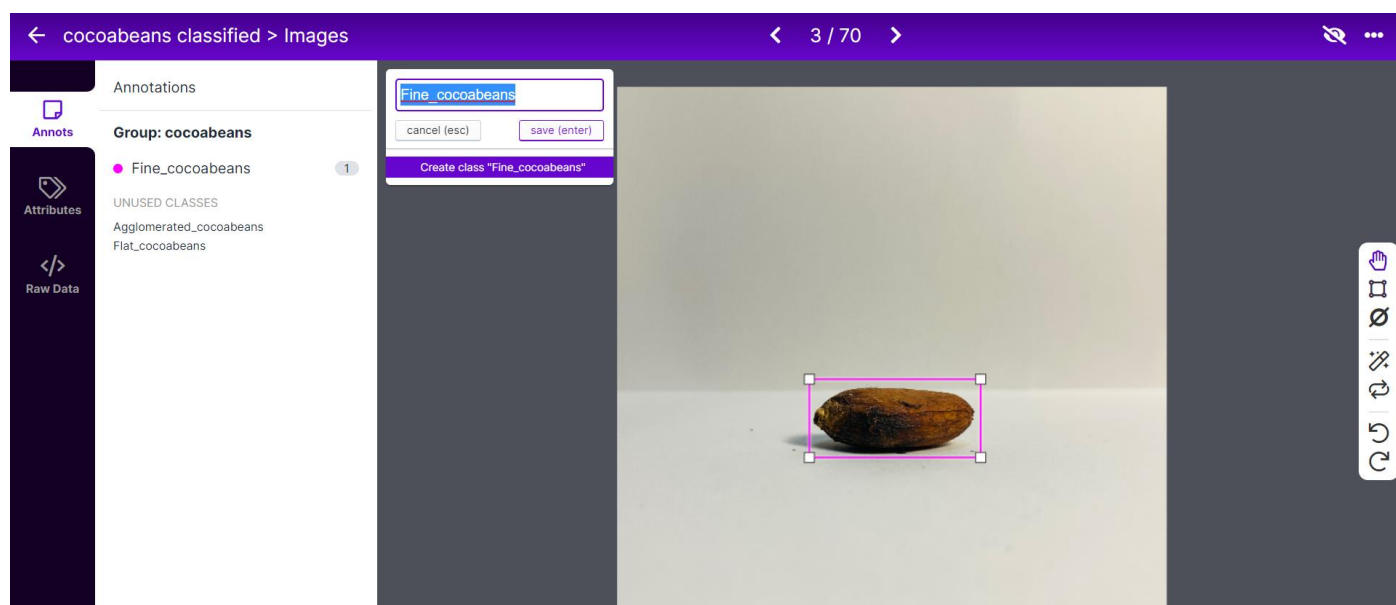 cocoabeans classified > Images
3 / 70
Annots
Attributes
</>
Raw Data
Annotations
Group: cocoabeans
Fine_cocoabeans 1
UNUSED CLASSES
Agglomerated_cocoabeans
Flat_cocoabeans
Fine_cocoabeans
cancel (esc) save (enter)
Create class "Fine_cocoabeans"